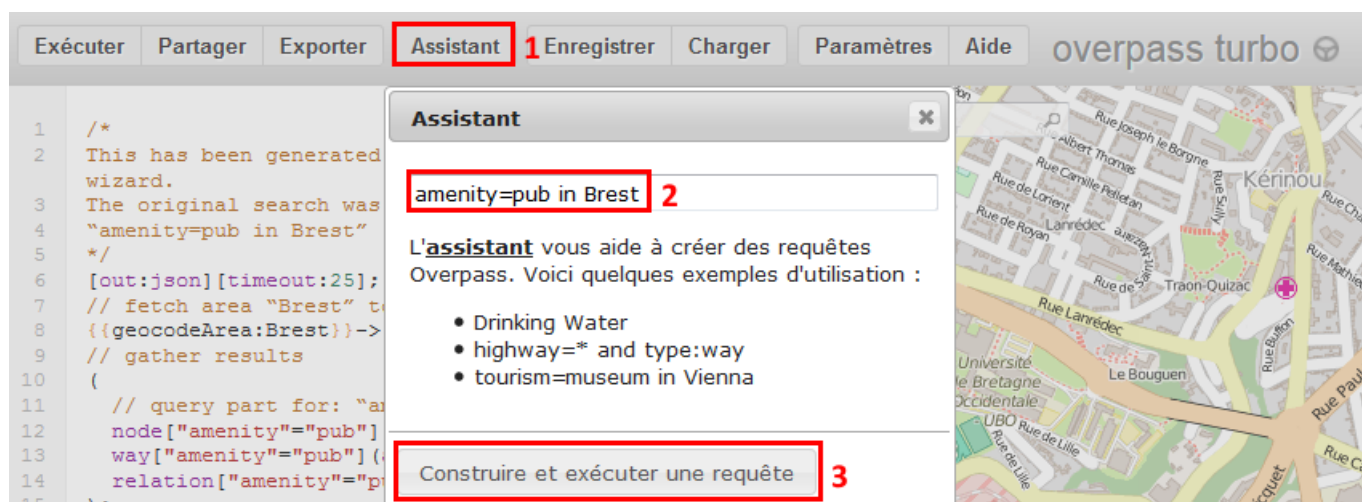 Exécuter Partager Exporter Assistant 1 Enregistrer Charger Paramètres Aide overpass turbo
1 /*
2 This has been generated
wizard.
3 The original search was
4 “amenity=pub in Brest”
5 */
6 [out:json][timeout:25];
7 // fetch area “Brest” to
8 {{geocodeArea:Brest}}->
9 // gather results
10 (
11 // query part for: “am
12 node["amenity"="pub"]
13 way["amenity"="pub"](a
14 relation["amenity"="pu
Assistant
amenity=pub in Brest 2
L'assistant vous aide à créer des requêtes
Overpass. Voici quelques exemples d'utilisation :
• Drinking Water
• highway=* and type:way
• tourism=museum in Vienna
Construire et exécuter une requête 3
Rue Joseph le Borgne
Albert Thomas
Rue Camille Pelletan
Rue de Lorient
Rue de Royan
Lanrédec
Rue Sully
Kérinou
Rue Mathieu
Rue de
Traon-Quizac
Rue Lanrédec
Rue Buffon
Université
de Bretagne
Occidentale
UBO
Rue de Lille
Rue de Lille
Le Bouguen
Rue Paul